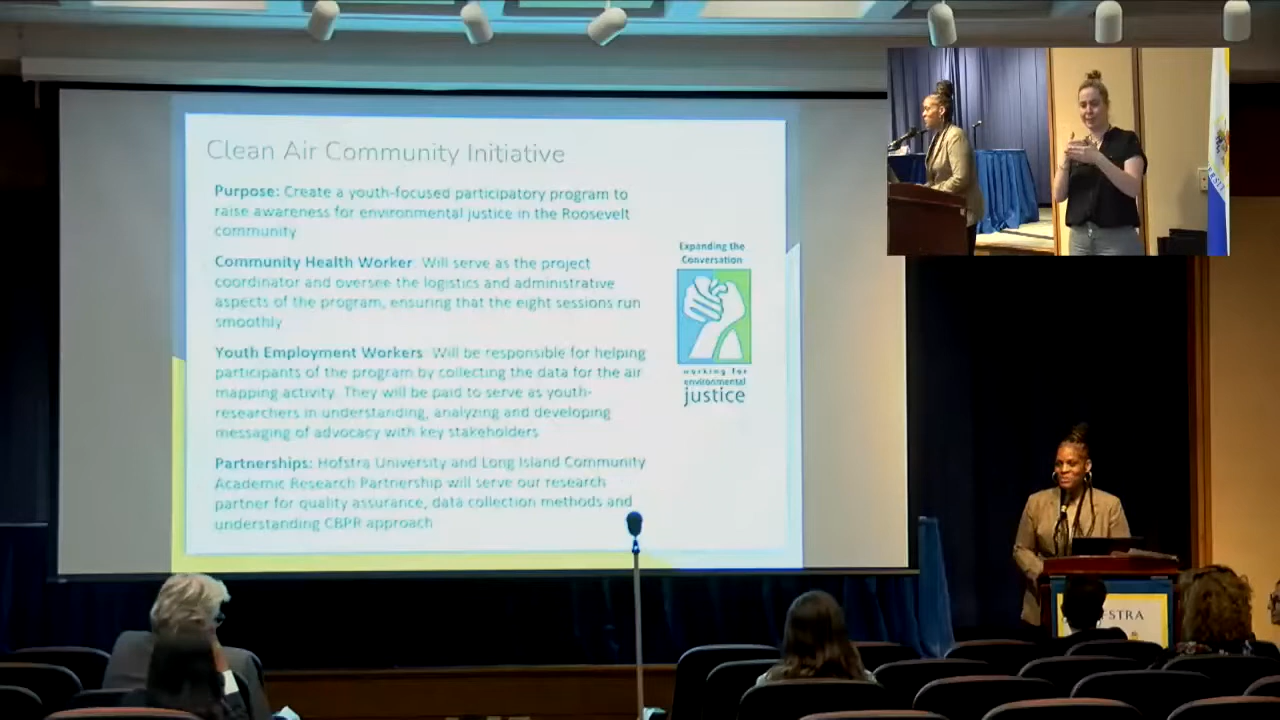 Clean Air Community Initiative
Purpose: Create a youth-focused participatory program to
raise awareness for environmental justice in the Roosevelt
community
Community Health Worker: Will serve as the project
coordinator and oversee the logistics and administrative
aspects of the program, ensuring that the eight sessions run
smoothly
Youth Employment Workers: Will be responsible for helping
participants of the program by collecting the data for the air
mapping activity. They will be paid to serve as youth-
researchers in understanding, analyzing and developing
messaging of advocacy with key stakeholders
Partnerships: Hofstra University and Long Island Community
Academic Research Partnership will serve our research
partner for quality assurance, data collection methods and
understanding CBPR approach
Expanding the
Conversation
working for
environmental
justice
STRA